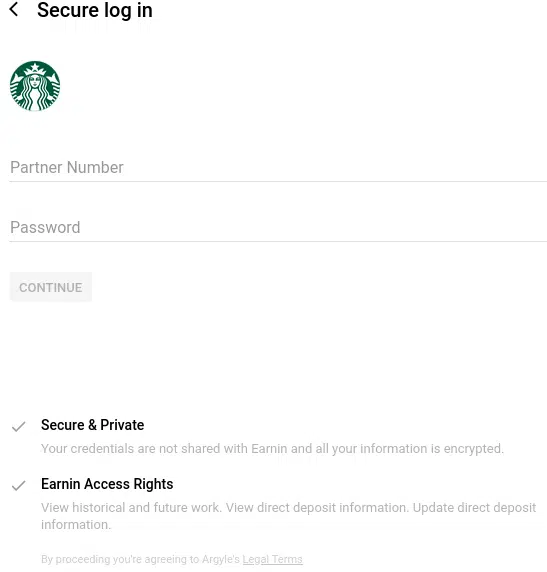 Secure log in
Partner Number
Password
CONTINUE
Secure & Private
Your credentials are not shared with Earnin and all your information is encrypted.
Earnin Access Rights
View historical and future work. View direct deposit information. Update direct deposit
information.
By proceeding you're agreeing to Argyle's Legal Terms